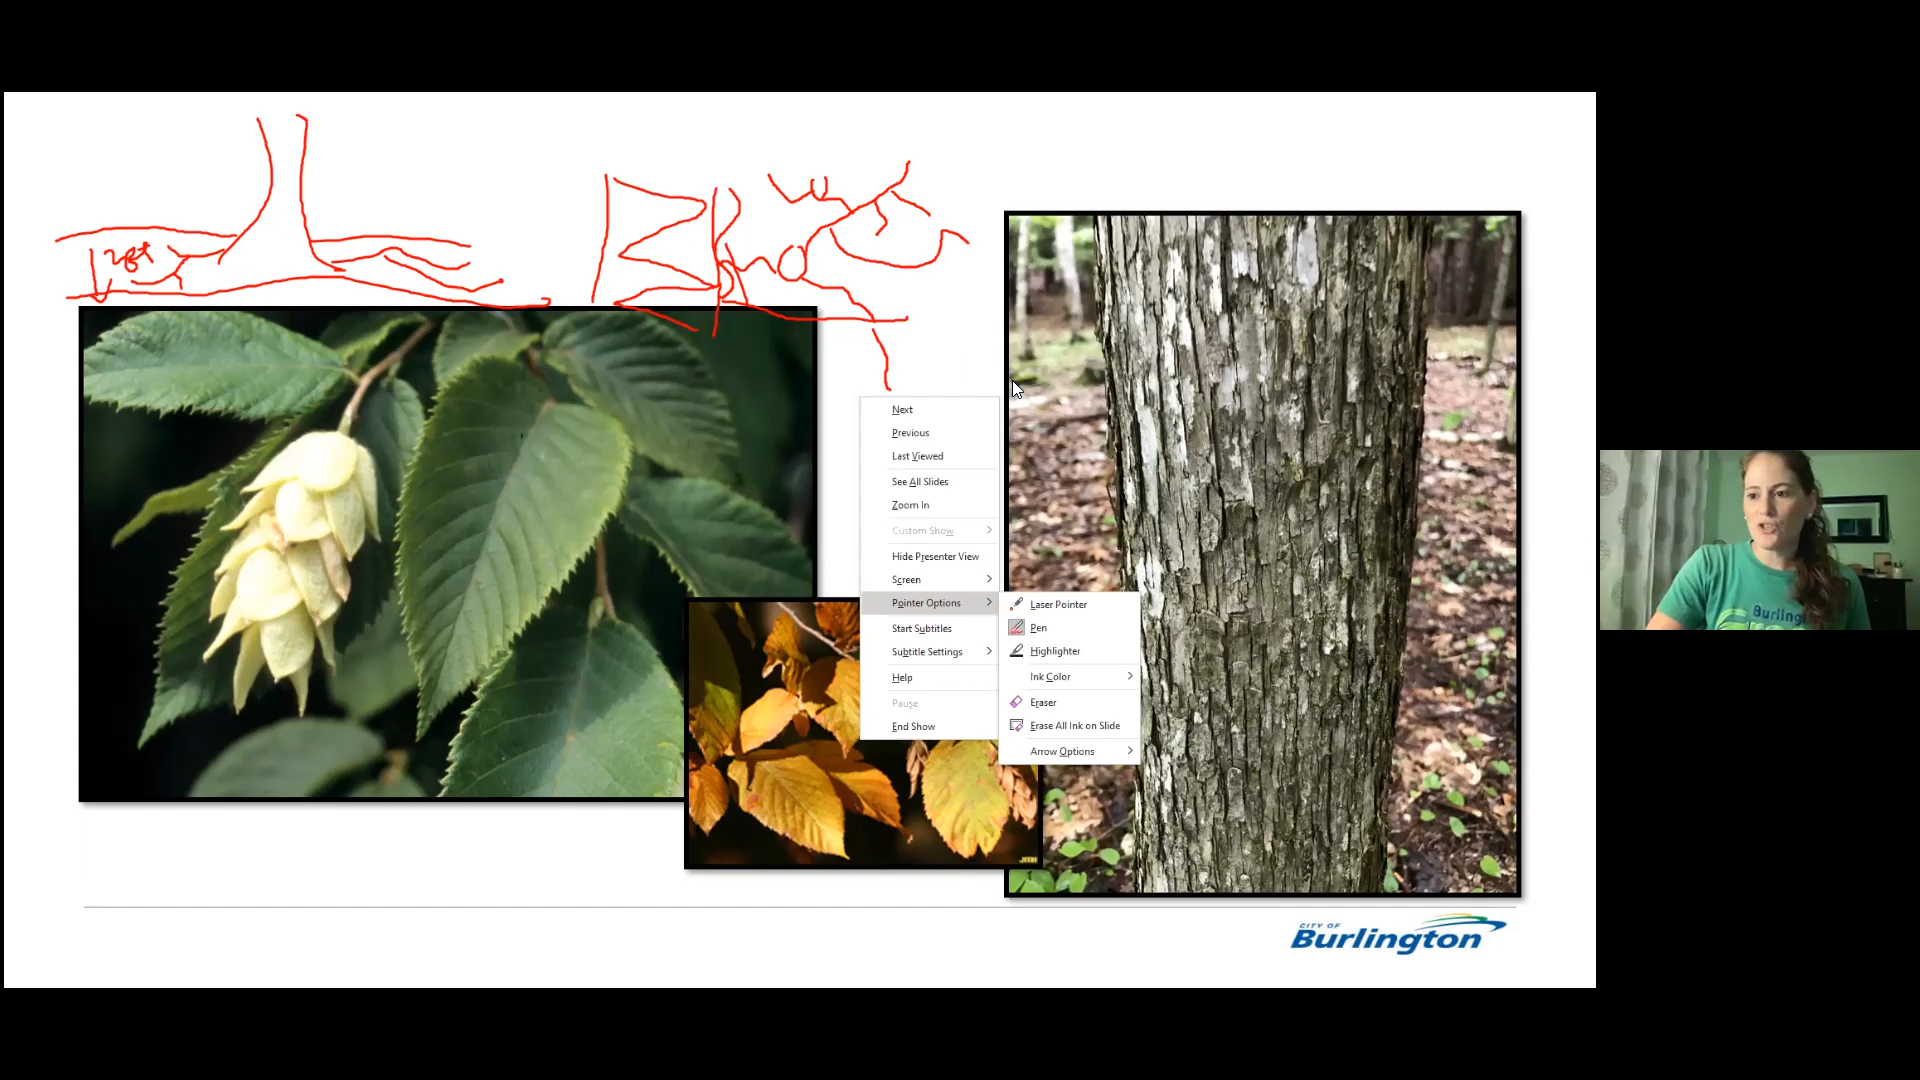 Next
Previous
Last Viewed
See All Slides
Zoom In
Custom Show
Hide Presenter View
Screen
Pointer Options
Start Subtitles
Subtitle Settings
Help
Pause
End Show
Laser Pointer
Pen
Highlighter
Ink Color
Eraser
Erase All Ink on Slide
Arrow Options
CITY OF
Burlington
Burlington